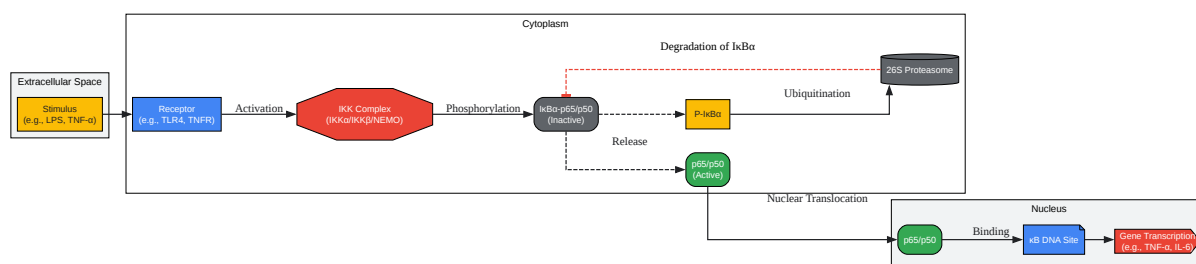 Cytoplasm
Degradation of IκBα
Extracellular Space
Stimulus
(e.g., LPS, TNF-α)
Receptor
(e.g., TLR4, TNFR)
Activation
IKK Complex
(IKKα/IKKβ/NEMO)
Phosphorylation
IκBα-p65/p50
(Inactive)
P-IκBα
Ubiquitination
26S Proteasome
Release
p65/p50
(Active)
Nuclear Translocation
Nucleus
p65/p50
Binding
κB DNA Site
Gene Transcription
(e.g., TNF-α, IL-6)